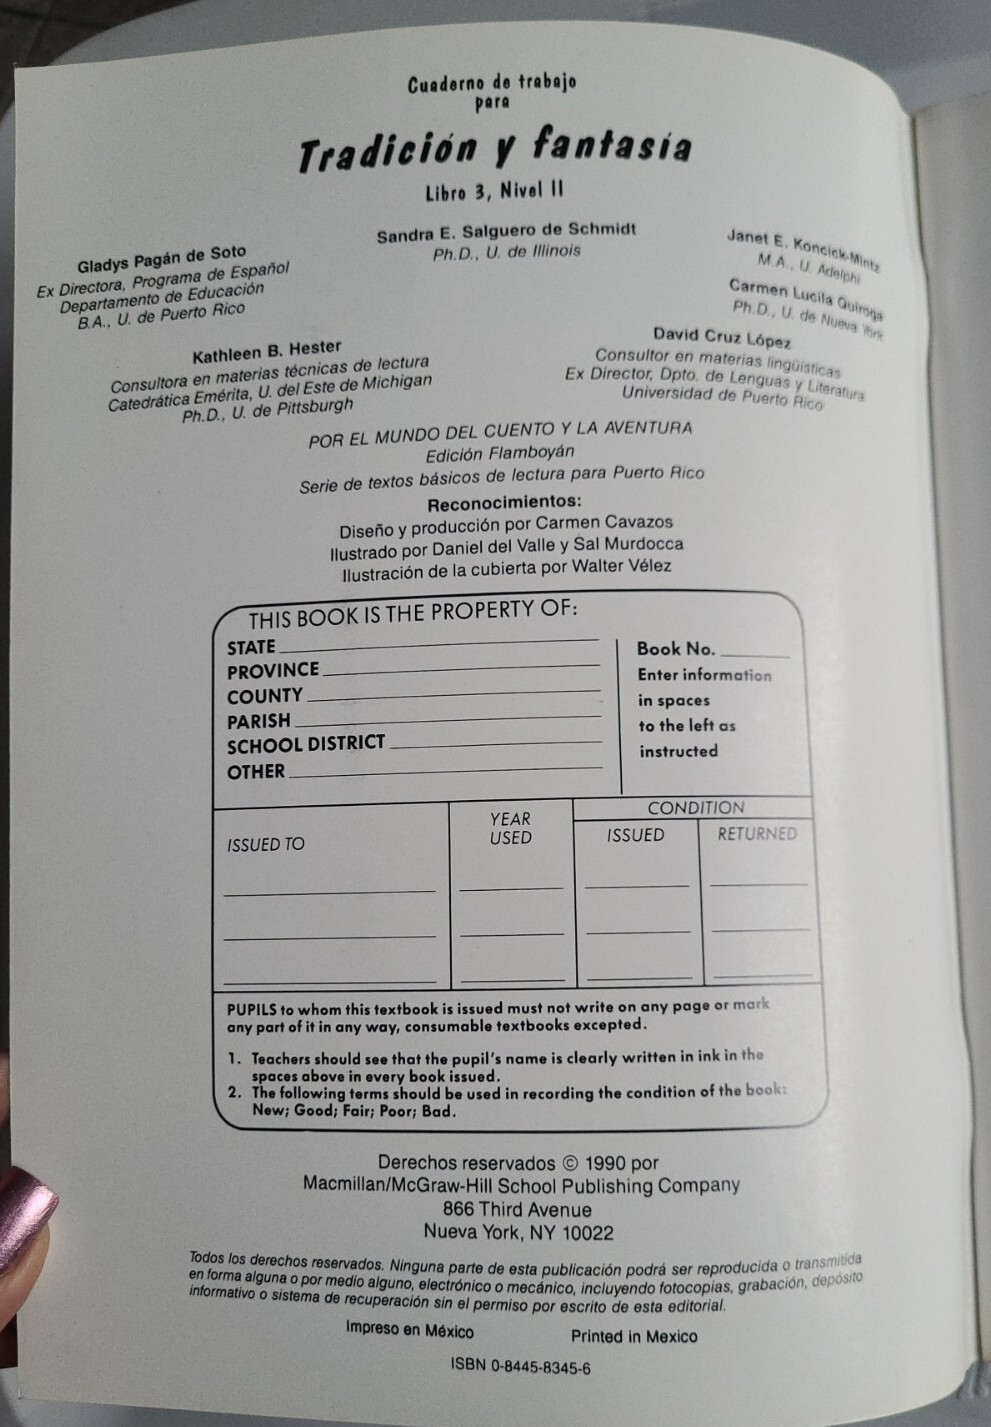 Cuaderno de trabajo
para
Tradición y fantasía
Libro 3, Nivel II
Gladys Pagán de Soto
Ex Directora, Programa de Español
Departamento de Educación
B.A., U. de Puerto Rico
Sandra E. Salguero de Schmidt
Ph.D., U. de Illinois
Janet E. Koncick-Mintz
M.A., U. Adelphi
Carmen Lucila Quiroga
Ph.D., U. de Nueva York
Kathleen B. Hester
Consultora en materias técnicas de lectura
Catedrática Emérita, U. del Este de Michigan
Ph.D., U. de Pittsburgh
David Cruz López
Consultor en materias lingüísticas
Ex Director, Dpto. de Lenguas y Literatura
Universidad de Puerto Rico
POR EL MUNDO DEL CUENTO Y LA AVENTURA
Edición Flamboyán
Serie de textos básicos de lectura para Puerto Rico
Reconocimientos:
Diseño y producción por Carmen Cavazos
Ilustrado por Daniel del Valle y Sal Murdocca
Ilustración de la cubierta por Walter Vélez
THIS BOOK IS THE PROPERTY OF:
STATE
PROVINCE
COUNTY
PARISH
SCHOOL DISTRICT
OTHER
Book No.
Enter information
in spaces
to the left as
instructed
ISSUED TO
YEAR
USED
CONDITION
ISSUED
RETURNED
PUPILS to whom this textbook is issued must not write on any page or mark
any part of it in any way, consumable textbooks excepted.
1. Teachers should see that the pupil's name is clearly written in ink in the
spaces above in every book issued.
2. The following terms should be used in recording the condition of the book:
New; Good; Fair; Poor; Bad.
Derechos reservados © 1990 por
Macmillan/McGraw-Hill School Publishing Company
866 Third Avenue
Nueva York, NY 10022
Todos los derechos reservados. Ninguna parte de esta publicación podrá ser reproducida o transmitida
en forma alguna o por medio alguno, electrónico o mecánico, incluyendo fotocopias, grabación, depósito
informativo o sistema de recuperación sin el permiso por escrito de esta editorial.
Impreso en México
Printed in Mexico
ISBN 0-8445-8345-6